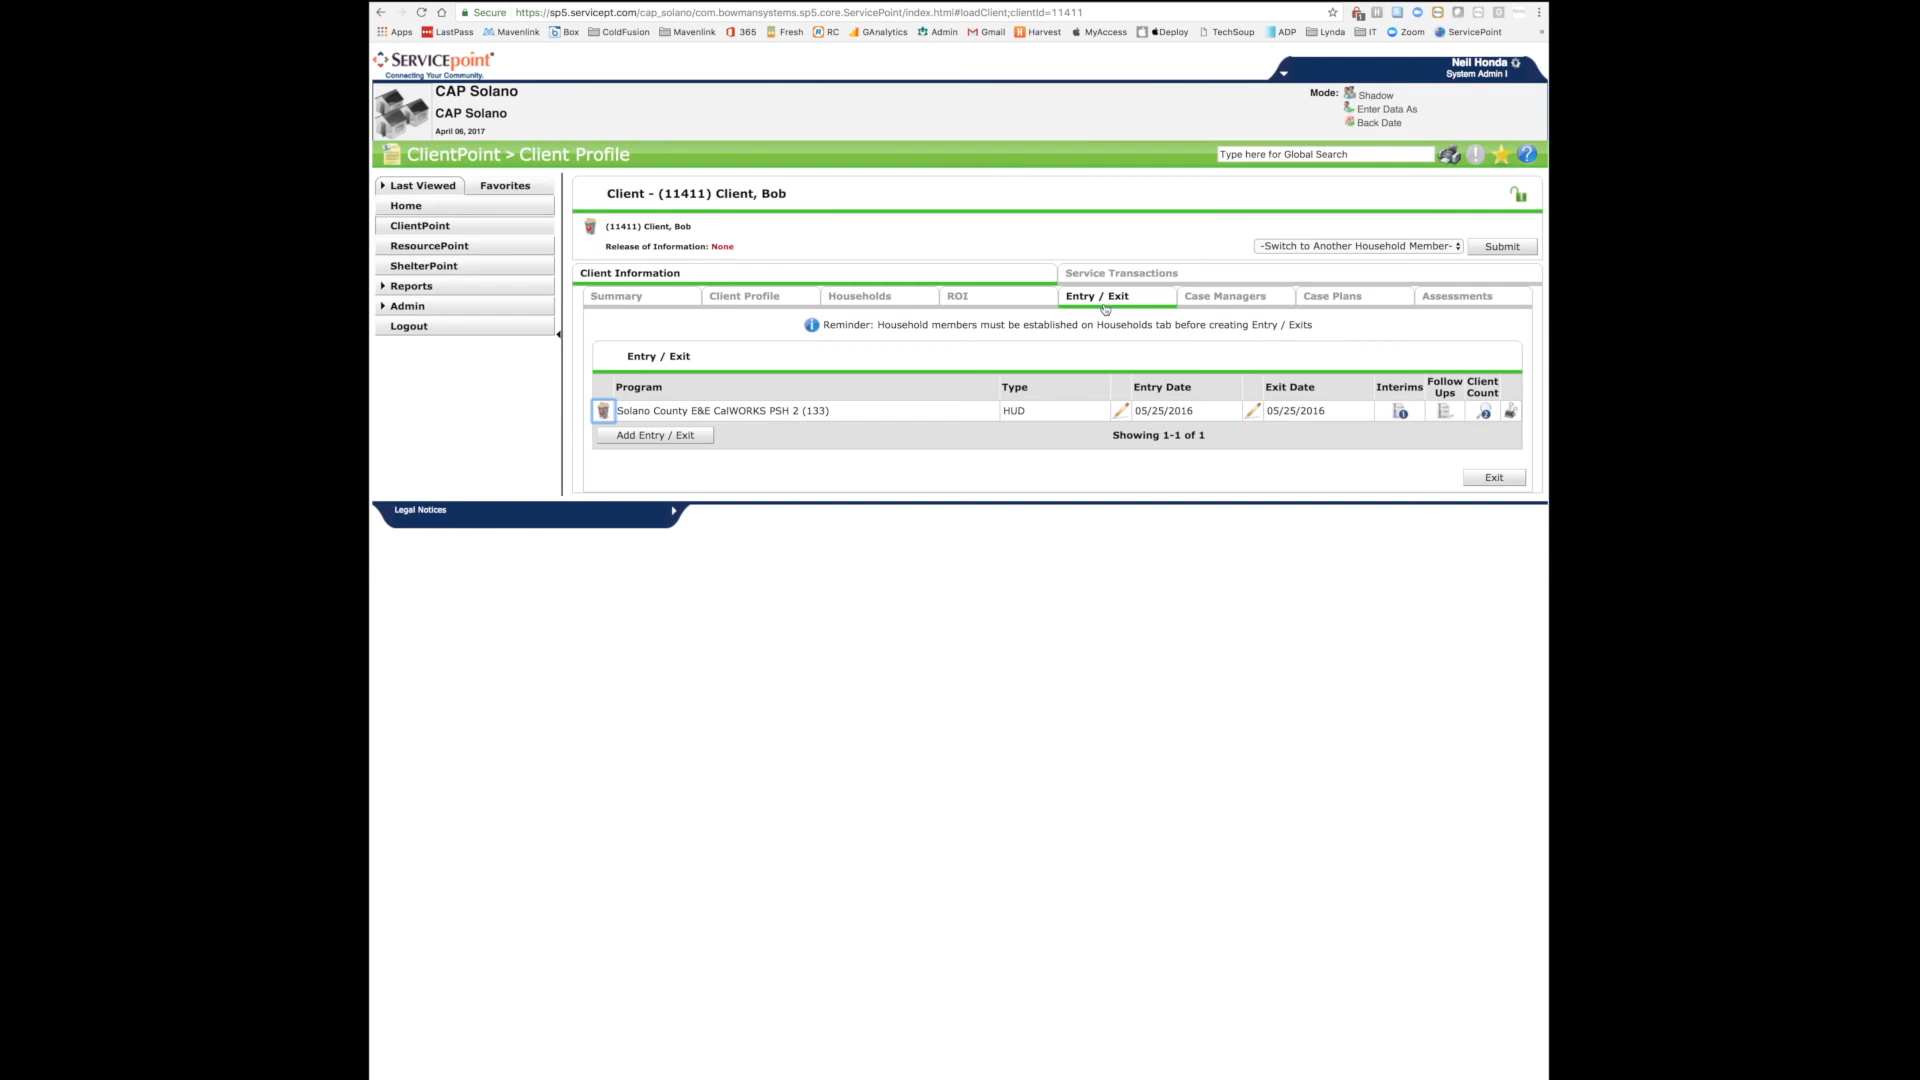 Secure https://sp5.servicept.com/cap_solano/com.bowmansystems.sp5.core.ServicePoint/index.html#loadClient;clientId=11411
Apps LastPass Mavenlink Box ColdFusion Mavenlink 365 Fresh RC GAnalytics Admin Gmail Harvest MyAccess Deploy TechSoup ADP Lynda IT Zoom ServicePoint »
SERVICEpoint
Connecting Your Community.
Neil Honda
System Admin I
CAP Solano
CAP Solano
April 06, 2017
Mode: Shadow
Enter Data As
Back Date
ClientPoint > Client Profile
Type here for Global Search
Last Viewed Favorites
Home
ClientPoint
ResourcePoint
ShelterPoint
Reports
Admin
Logout
Client - (11411) Client, Bob
(11411) Client, Bob
Release of Information: None
-Switch to Another Household Member- Submit
Client Information Service Transactions
Summary Client Profile Households ROI Entry / Exit Case Managers Case Plans Assessments
Reminder: Household members must be established on Households tab before creating Entry / Exits
Entry / Exit
Program Type Entry Date Exit Date Interims Follow Ups Client Count
Solano County E&E CalWORKS PSH 2 (133) HUD 05/25/2016 05/25/2016 1 2
Add Entry / Exit Showing 1-1 of 1
Exit
Legal Notices